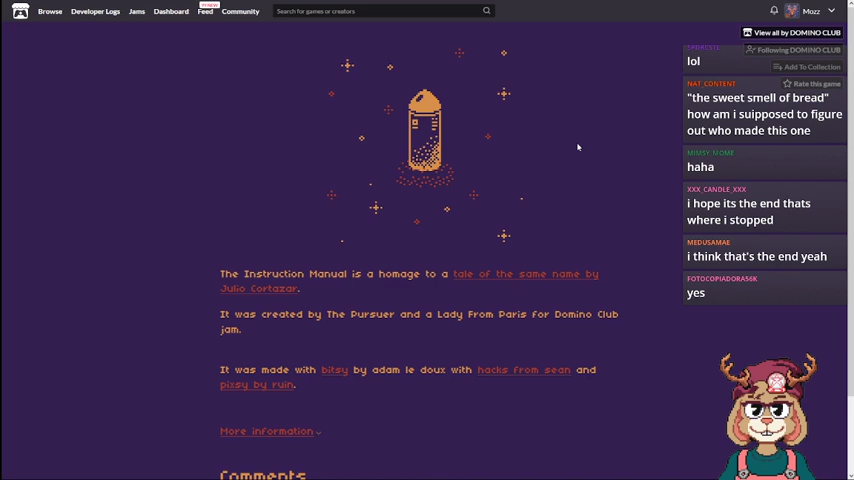 Browse
Developer Logs
Jams
Dashboard
Feed
Community
Search for games or creators
Mozz
View all by DOMINO CLUB
Following DOMINO CLUB
lol
Add To Collection
Rate this game
NAT_CONTENT
"the sweet smell of bread"
how am i suipposed to figure
out who made this one
MIMSY_MOME
haha
XXX_CANDLE_XXX
i hope its the end thats
where i stopped
MEDUSAMAE
i think that's the end yeah
FOTOCOPIADORA56K
yes
The Instruction Manual is a homage to a tale of the same name by
Julio Cortazar.
It was created by The Pursuer and a Lady From Paris for Domino Club
jam.
It was made with bitsy by adam le doux with hacks from sean and
pixsy by ruin.
More information
Comments